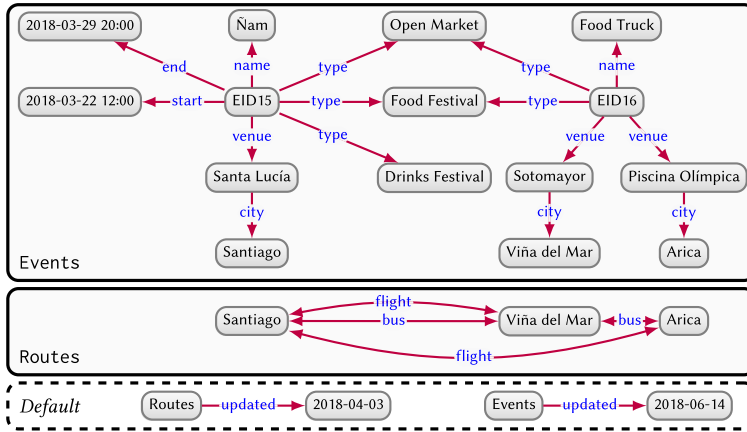 2018-03-29 20:00 Ñam Open Market Food Truck
end name type type name
2018-03-22 12:00 start EID15 type Food Festival type EID16
venue type venue venue
Santa Lucía Drinks Festival Sotomayor Piscina Olímpica
city city city
Santiago Viña del Mar Arica
Events
flight
Santiago bus Viña del Mar bus Arica
flight
Routes
Default Routes updated 2018-04-03 Events updated 2018-06-14